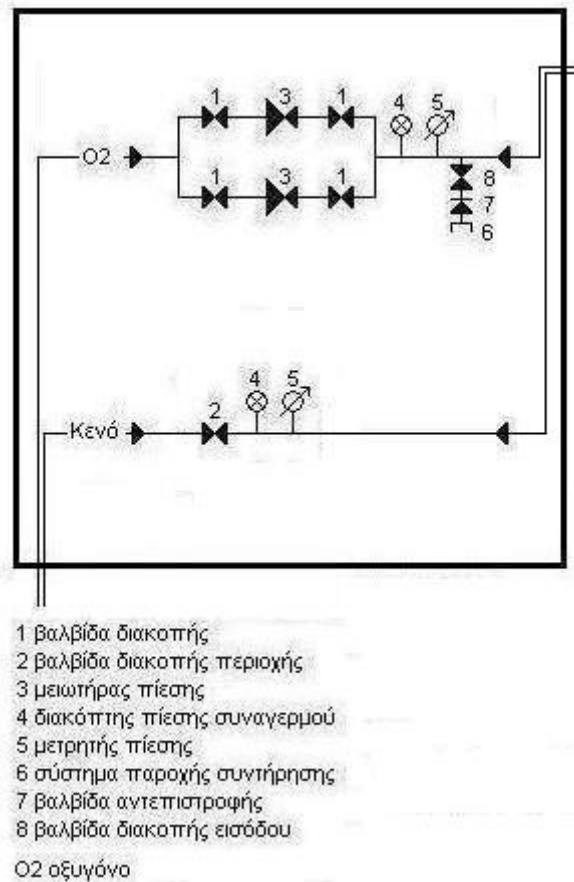 1 3 1 4 5
O2
1 3 1 8
7
6
4 5
2
Κενό
1 βαλβίδα διακοπής
2 βαλβίδα διακοπής περιοχής
3 μειωτήρας πίεσης
4 διακόπτης πίεσης συναγερμού
5 μετρητής πίεσης
6 σύστημα παροχής συντήρησης
7 βαλβίδα αντεπιστροφής
8 βαλβίδα διακοπής εισόδου
O2 οξυγόνο